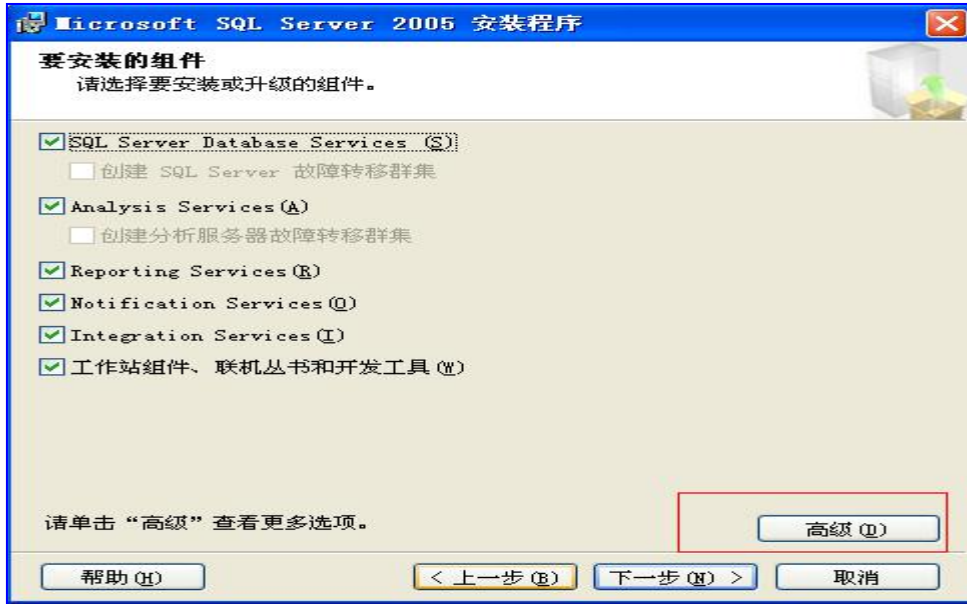 Microsoft SQL Server 2005 安装程序
要安装的组件
请选择要安装或升级的组件。
SQL Server Database Services (S)
创建 SQL Server 故障转移群集
Analysis Services(A)
创建分析服务器故障转移群集
Reporting Services(R)
Notification Services(O)
Integration Services(I)
工作站组件、联机丛书和开发工具(W)
请单击“高级”查看更多选项。
高级(D)
帮助(H)
< 上一步(B)
下一步(N) >
取消